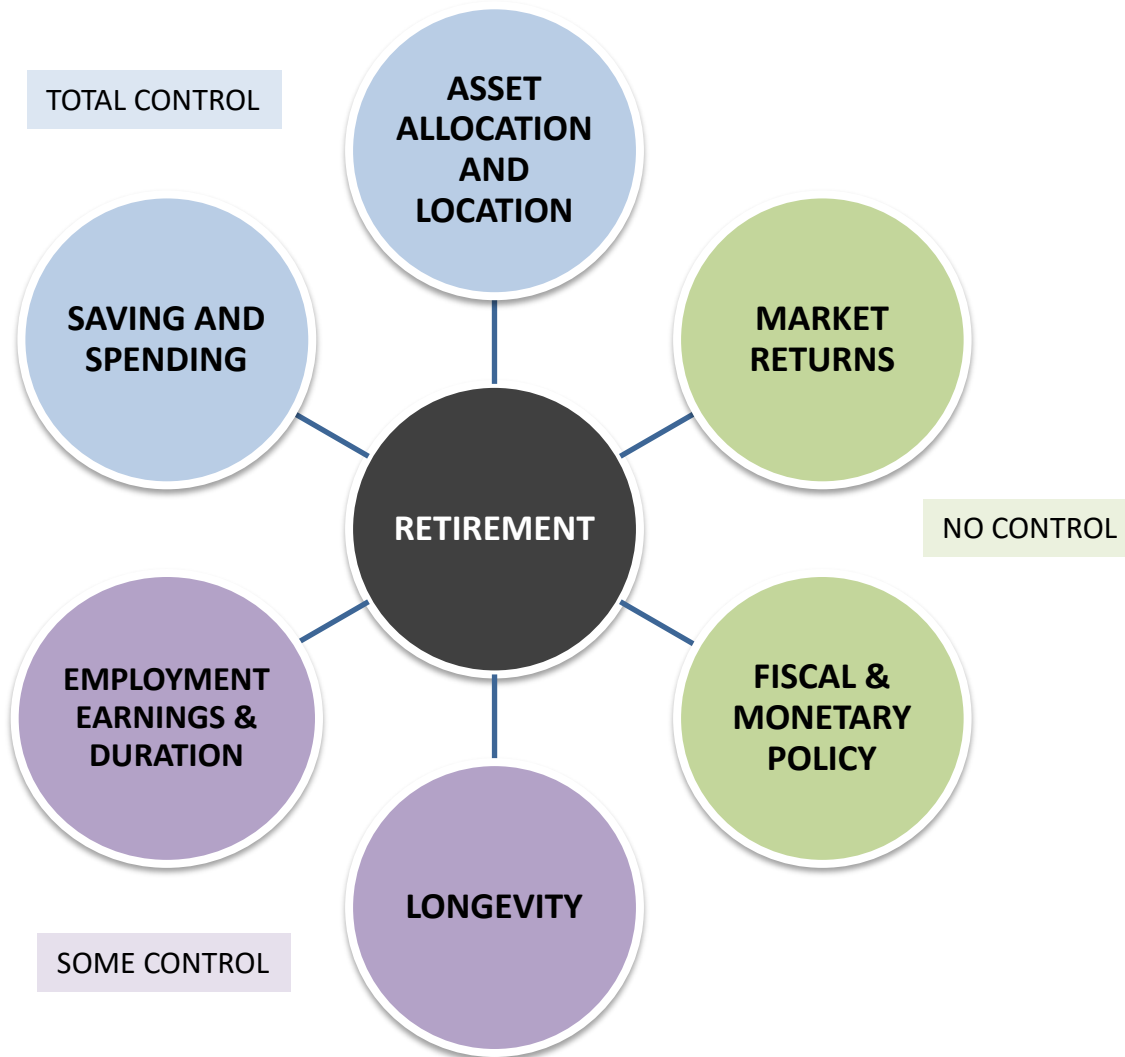 TOTAL CONTROL
ASSET
ALLOCATION
AND
LOCATION
SAVING AND
SPENDING
MARKET
RETURNS
RETIREMENT
NO CONTROL
EMPLOYMENT
EARNINGS &
DURATION
FISCAL &
MONETARY
POLICY
LONGEVITY
SOME CONTROL